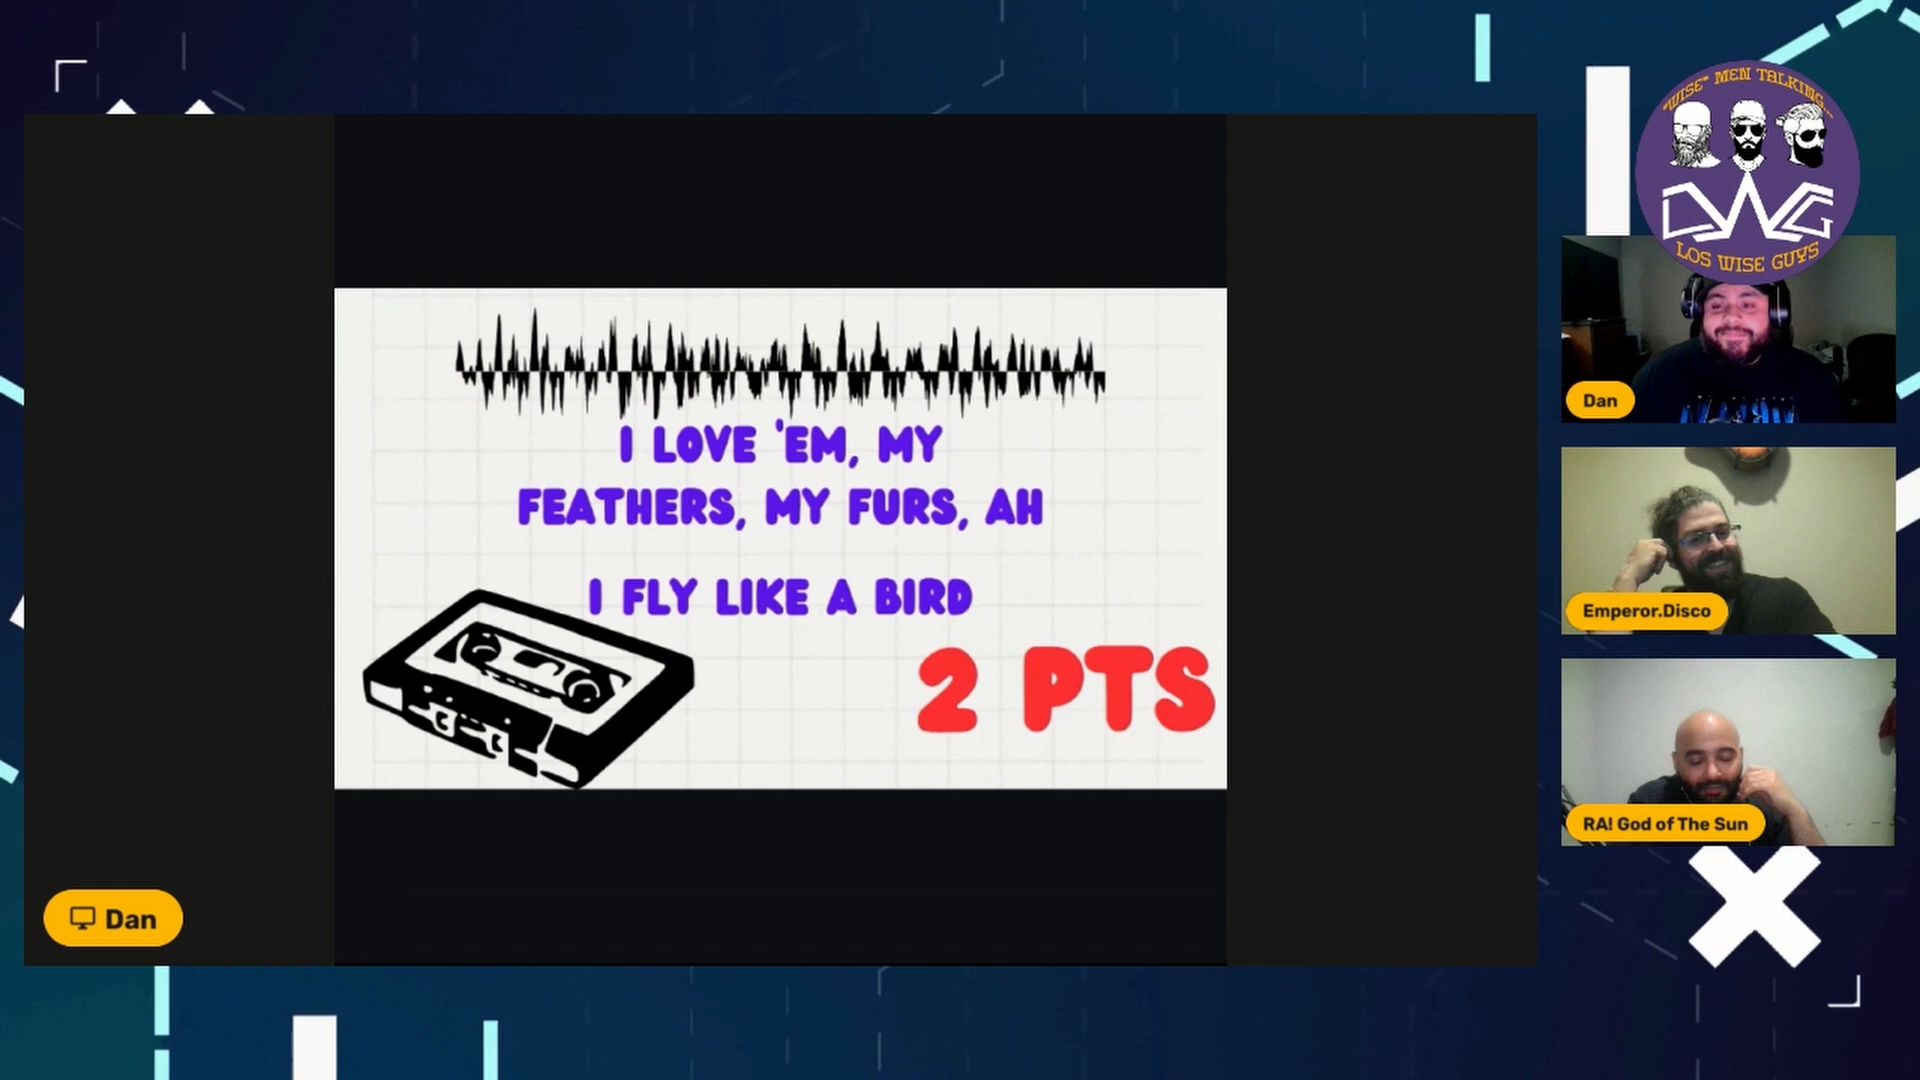 "WISE" MEN TALKING...
LWG
LOS WISE GUYS
I LOVE 'EM, MY
FEATHERS, MY FURS, AH
I FLY LIKE A BIRD
2 PTS
Dan
Emperor.Disco
RA! God of The Sun
Dan